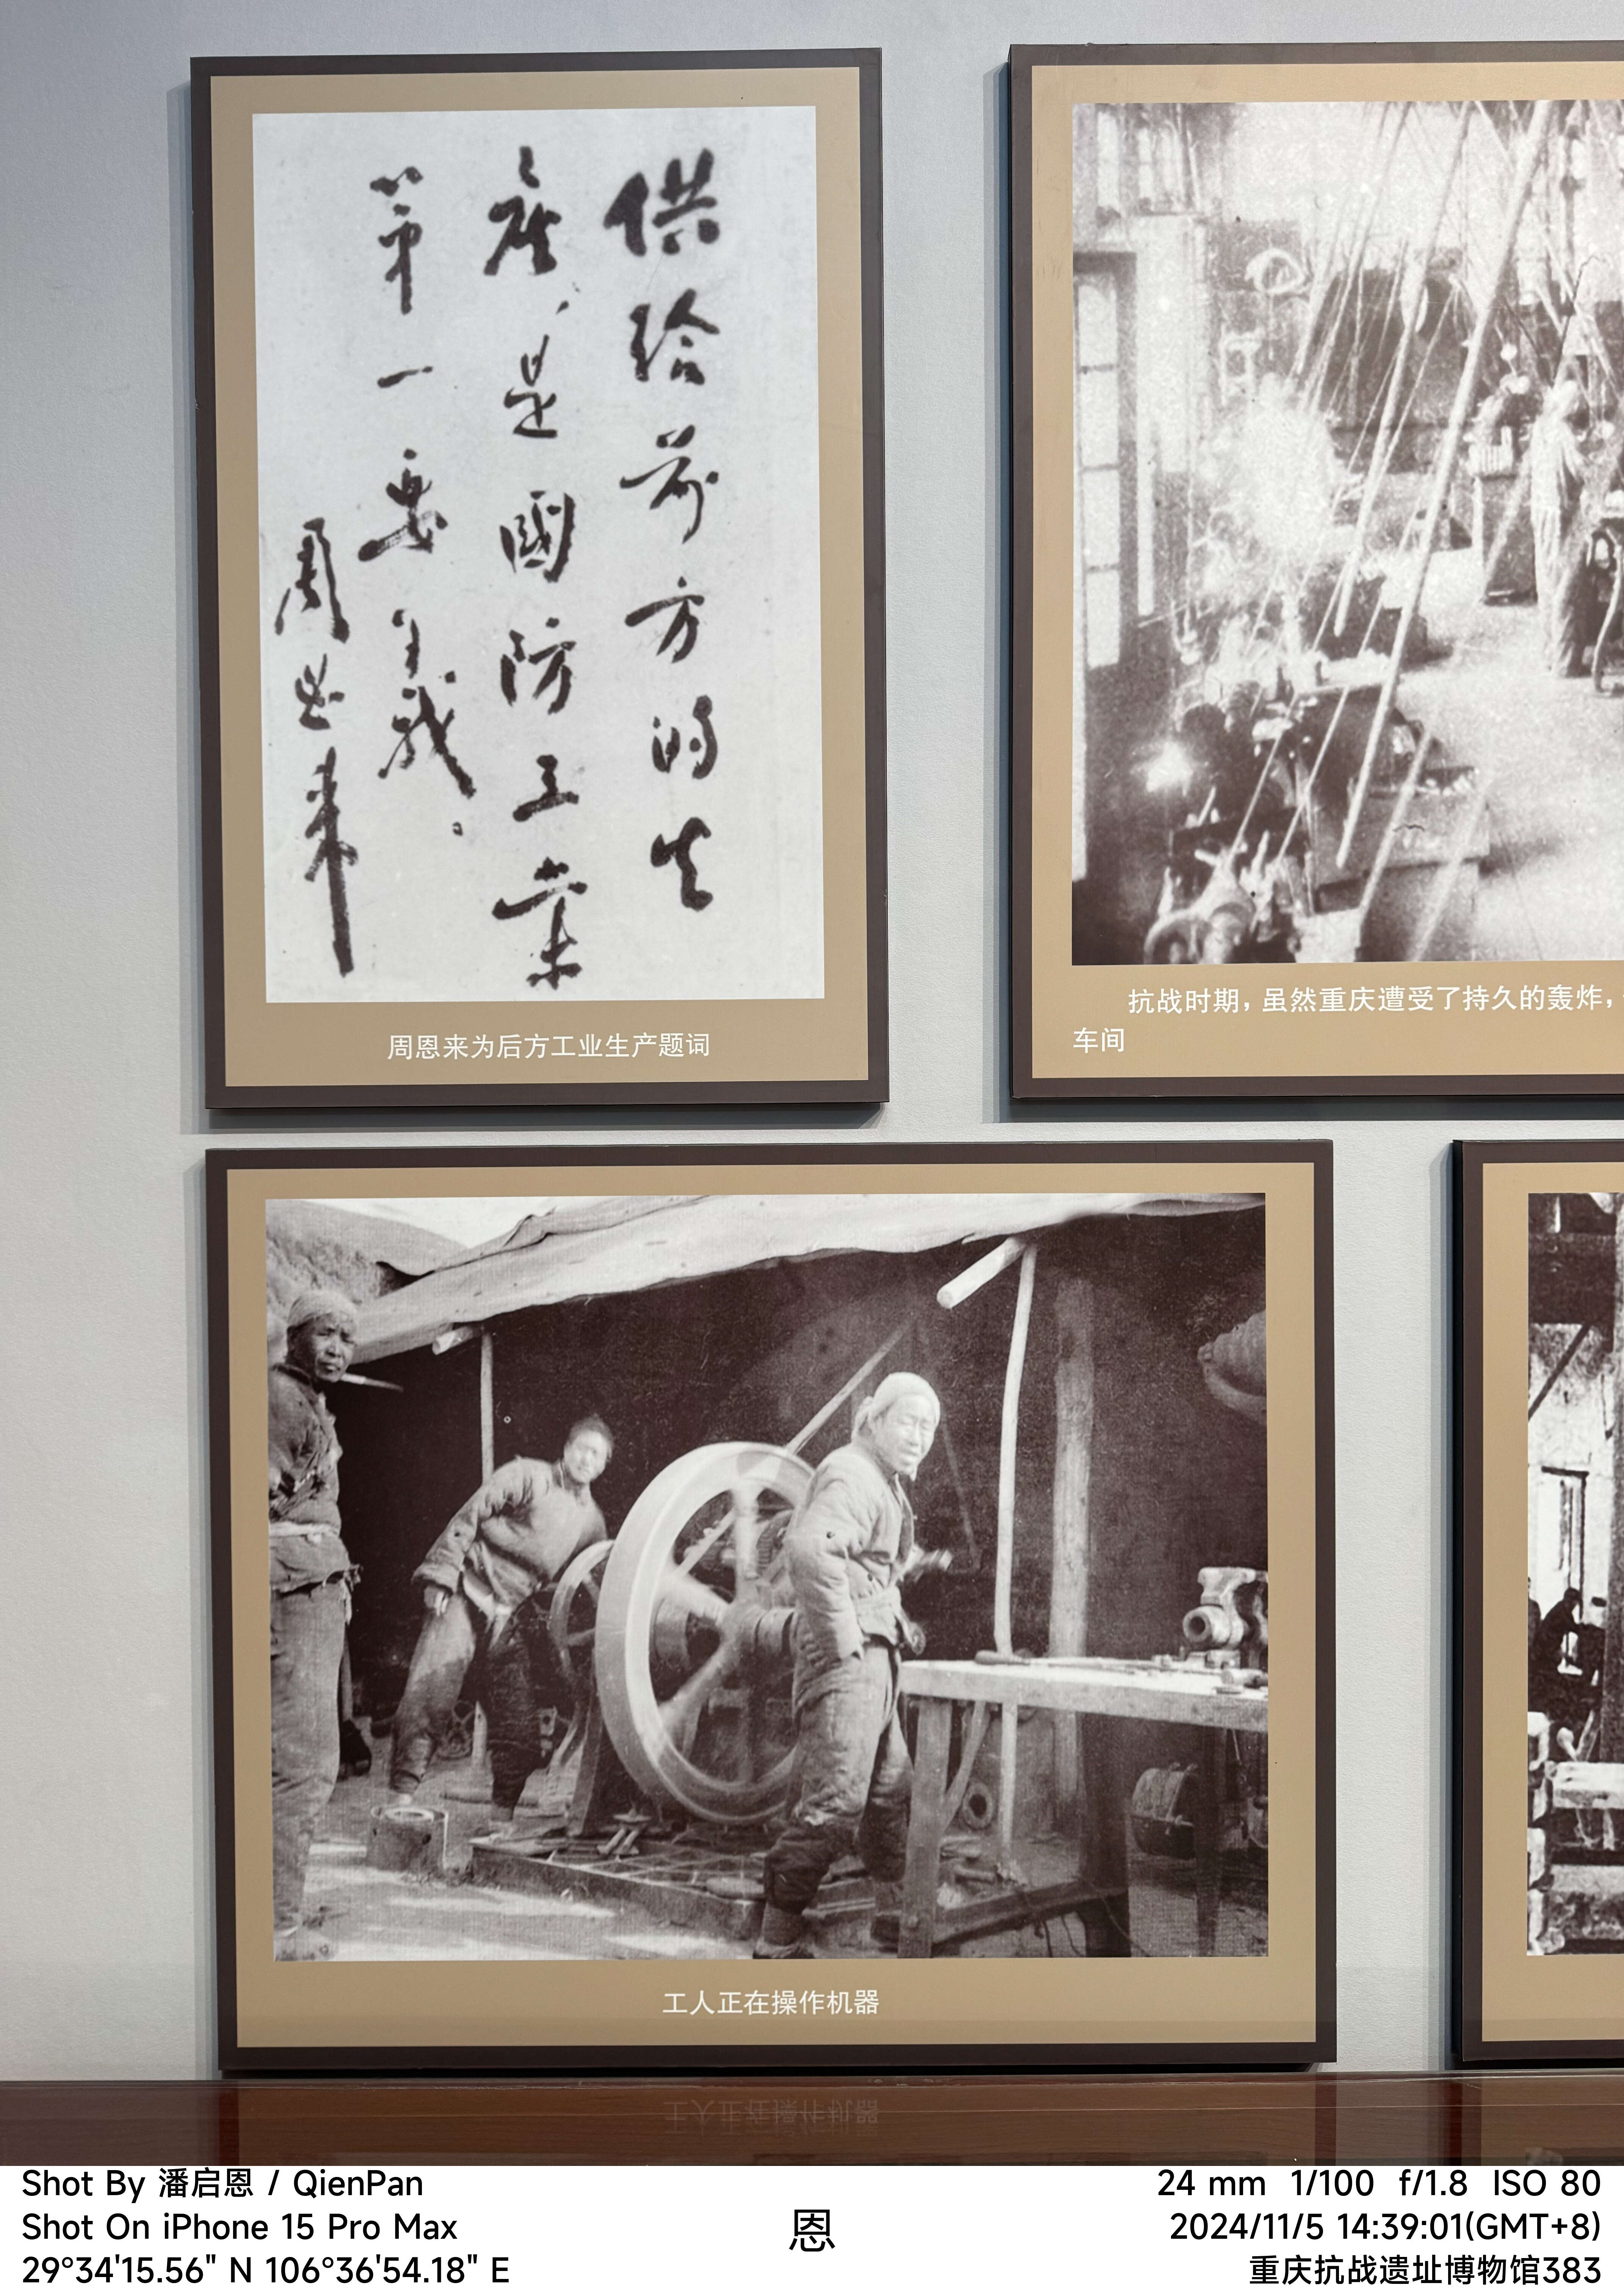 供给前方的生
产，是國防工業
第一要義。
周恩来
周恩来为后方工业生产题词
抗战时期，虽然重庆遭受了持久的轰炸，
车间
工人正在操作机器
Shot By 潘启恩 / QienPan
Shot On iPhone 15 Pro Max
29°34'15.56" N 106°36'54.18" E
恩
24 mm 1/100 f/1.8 ISO 80
2024/11/5 14:39:01(GMT+8)
重庆抗战遗址博物馆383